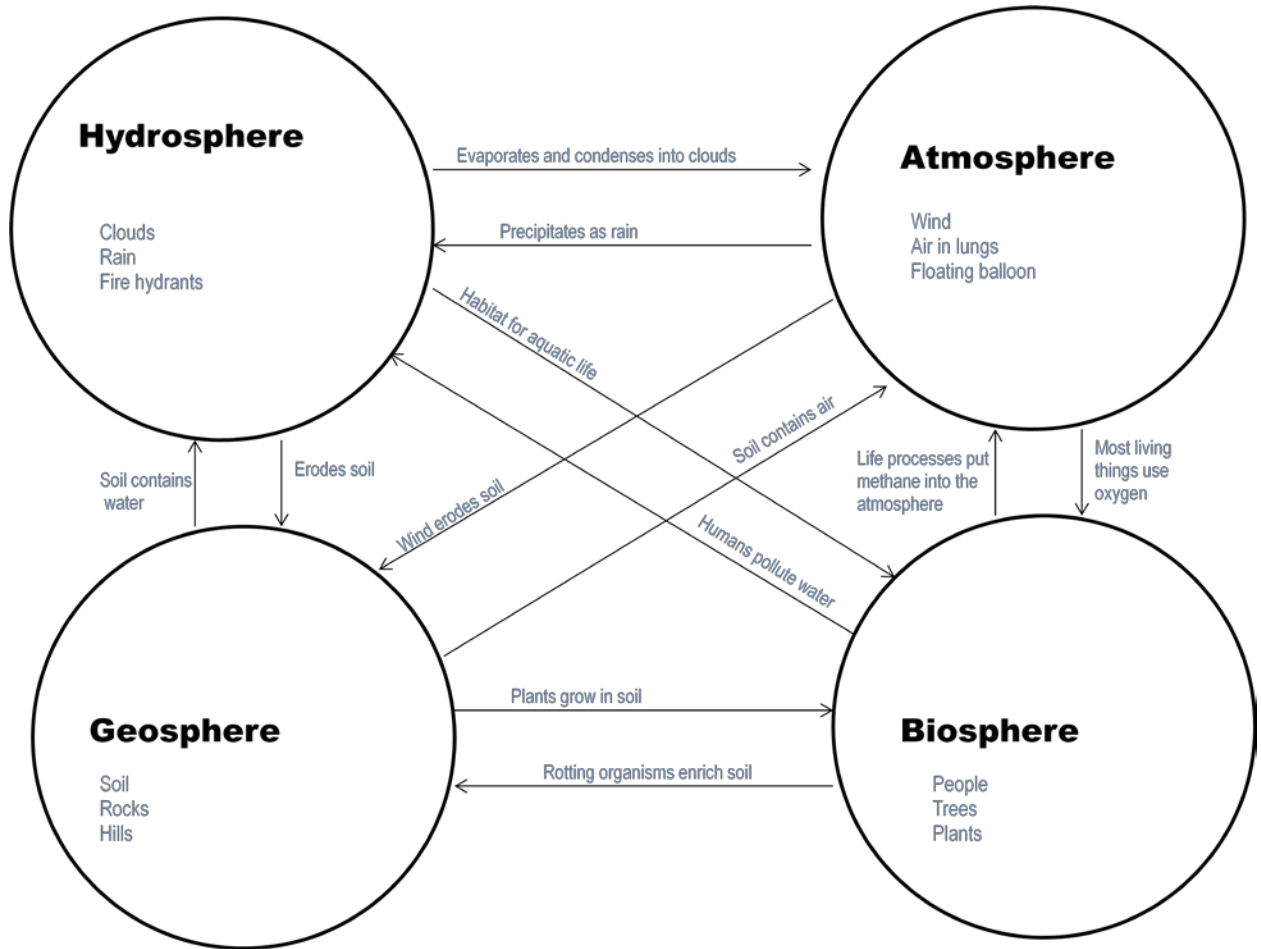 Hydrosphere
Clouds
Rain
Fire hydrants
Evaporates and condenses into clouds
Precipitates as rain
Atmosphere
Wind
Air in lungs
Floating balloon
Habitat for aquatic life
Wind erodes soil
Soil contains air
Humans pollute water
Soil contains
water
Erodes soil
Life processes put
methane into the
atmosphere
Most living
things use
oxygen
Geosphere
Soil
Rocks
Hills
Plants grow in soil
Rotting organisms enrich soil
Biosphere
People
Trees
Plants